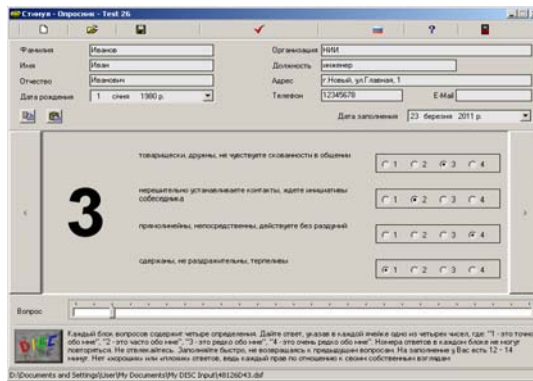 Стимул - Опросник - Test 26
Фамилия Иванов Организация НИИ
Имя Иван Должность инженер
Отчество Иванович Адрес г.Новый, ул.Главная, 1
Дата рождения 1 січня 1980 р. Телефон 12345678 E-Mail
Дата заполнения 23 березня 2011 р.
товарищески, дружны, не чувствуете скованности в общении 1 2 3 4
3
нерешительно устанавливаете контакты, ждете инициативы
собеседника 1 2 3 4
прямолинейны, непосредственны, действуете без раздумий 1 2 3 4
сдержаны, не раздражительны, терпеливы 1 2 3 4
Вопрос
Каждый блок вопросов содержит четыре определения. Дайте ответ, указав в каждой ячейке одно из четырех чисел, где: "1 - это точно
обо мне", "2 - это часто обо мне", "3 - это редко обо мне", "4 - это очень редко обо мне". Номера ответов в каждом блоке не могут
повторяться. Не отвлекайтесь. Заполняйте быстро, не возвращаясь к предыдущим вопросам. На заполнение у Вас есть 12 - 14
минут. Нет «хороших» или «плохих» ответов, ведь каждый прав по отношению к своим собственным взглядам
D:\Documents and Settings\User\My Documents\My DISC Input\48126D43.dsf